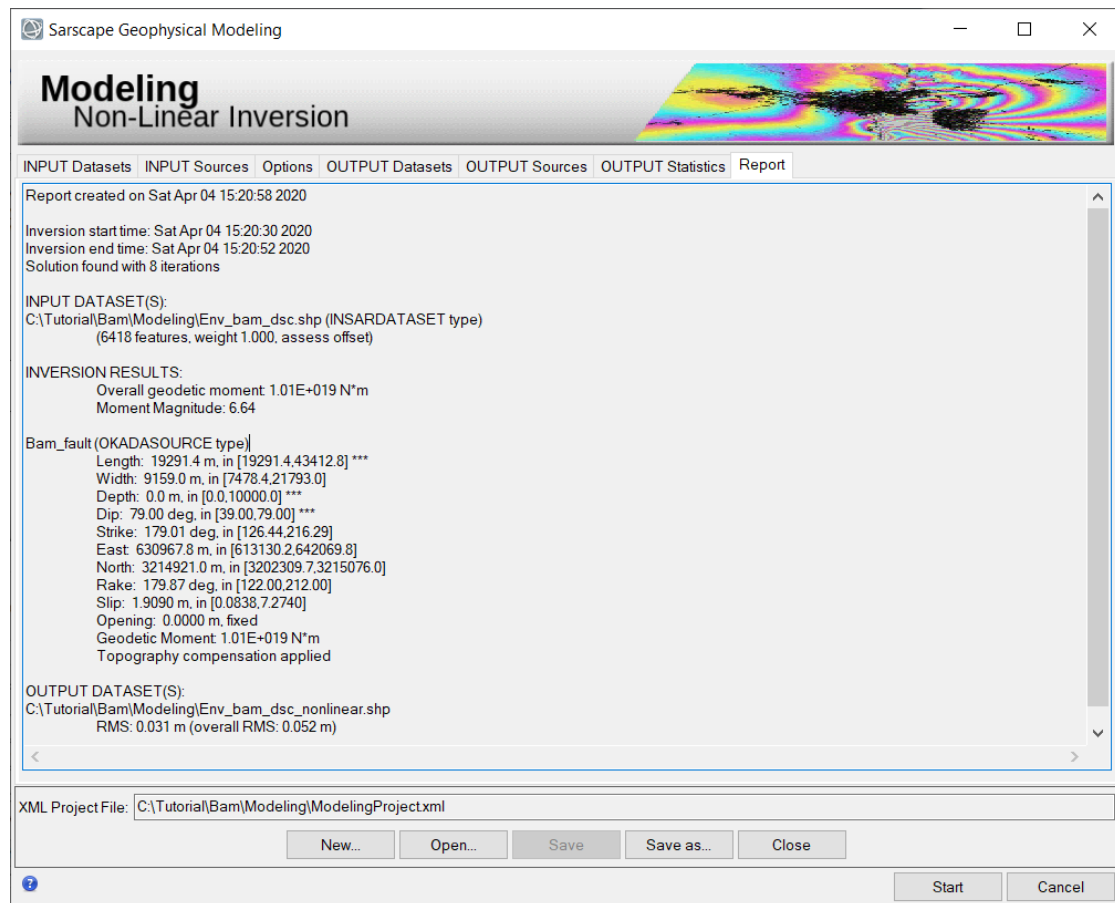 Sarscape Geophysical Modeling
Modeling
Non-Linear Inversion
INPUT Datasets INPUT Sources Options OUTPUT Datasets OUTPUT Sources OUTPUT Statistics Report
Report created on Sat Apr 04 15:20:58 2020
Inversion start time: Sat Apr 04 15:20:30 2020
Inversion end time: Sat Apr 04 15:20:52 2020
Solution found with 8 iterations
INPUT DATASET(S):
C:\Tutorial\Bam\Modeling\Env_bam_dsc.shp (INSARDATASET type)
(6418 features, weight 1.000, assess offset)
INVERSION RESULTS:
Overall geodetic moment: 1.01E+019 N*m
Moment Magnitude: 6.64
Bam_fault (OKADASOURCE type)
Length: 19291.4 m, in [19291.4,43412.8] ***
Width: 9159.0 m, in [7478.4,21793.0]
Depth: 0.0 m, in [0.0,10000.0] ***
Dip: 79.00 deg, in [39.00,79.00] ***
Strike: 179.01 deg, in [126.44,216.29]
East: 630967.8 m, in [613130.2,642069.8]
North: 3214921.0 m, in [3202309.7,3215076.0]
Rake: 179.87 deg, in [122.00,212.00]
Slip: 1.9090 m, in [0.0838,7.2740]
Opening: 0.0000 m, fixed
Geodetic Moment: 1.01E+019 N*m
Topography compensation applied
OUTPUT DATASET(S):
C:\Tutorial\Bam\Modeling\Env_bam_dsc_nonlinear.shp
RMS: 0.031 m (overall RMS: 0.052 m)
XML Project File: C:\Tutorial\Bam\Modeling\ModelingProject.xml
New... Open... Save Save as... Close
? Start Cancel